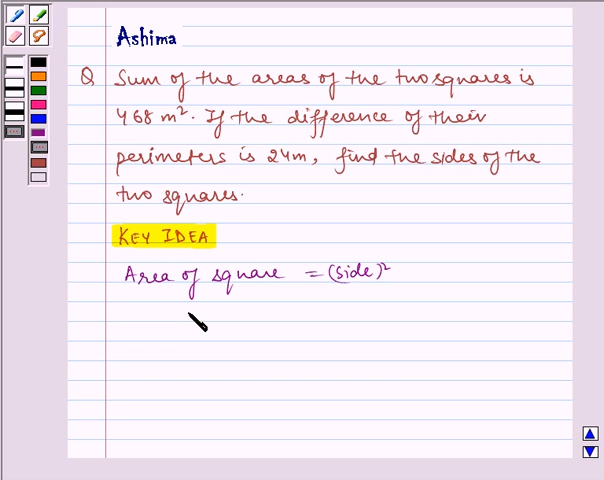 Ashima
Q Sum of the areas of the two squares is
468 m². If the difference of their
perimeters is 24m, find the sides of the
two squares.
KEY IDEA
Area of square = (side)²